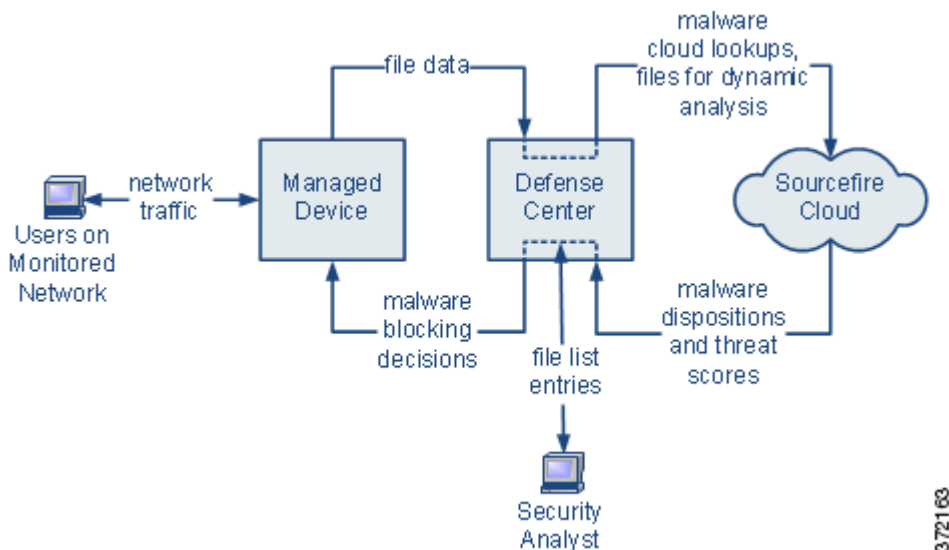 malware
cloud lookups,
files for dynamic
analysis
file data
Managed
Device
Defense
Center
Sourcefire
Cloud
network
traffic
Users on
Monitored
Network
malware
blocking
decisions
file list
entries
malware
dispositions
and threat
scores
Security
Analyst
372163